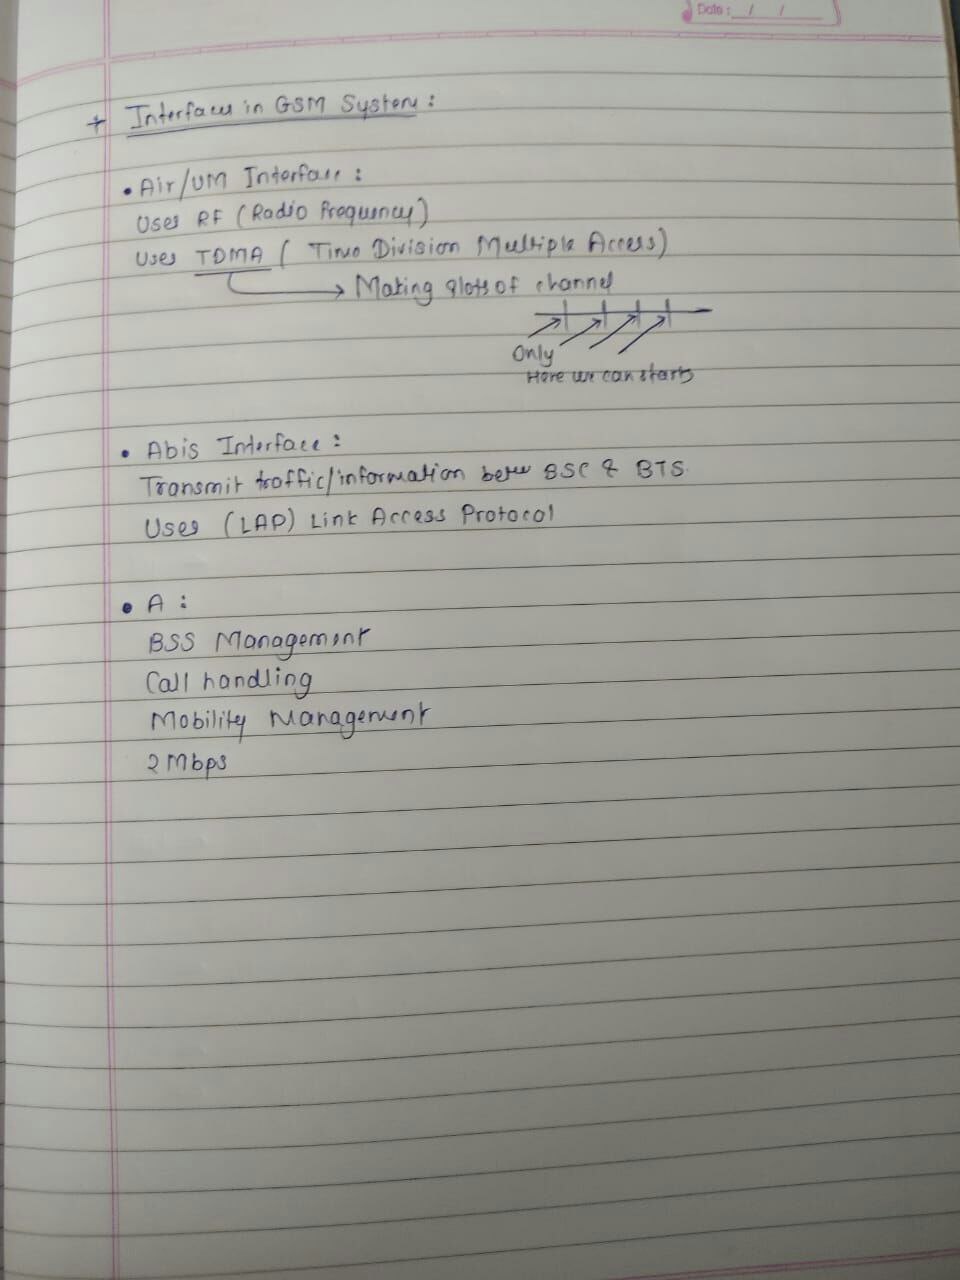 Date: / /
+ Interfaces in GSM System :
• Air/UM Interface :
Uses RF (Radio Frequency)
Uses TDMA ( Time Division Multiple Access)
→ Making slots of channel
Only
Here we can starts
• Abis Interface :
Transmit traffic/information betw BSC & BTS.
Uses (LAP) Link Access Protocol
• A :
BSS Management
Call handling
Mobility Management
2 Mbps